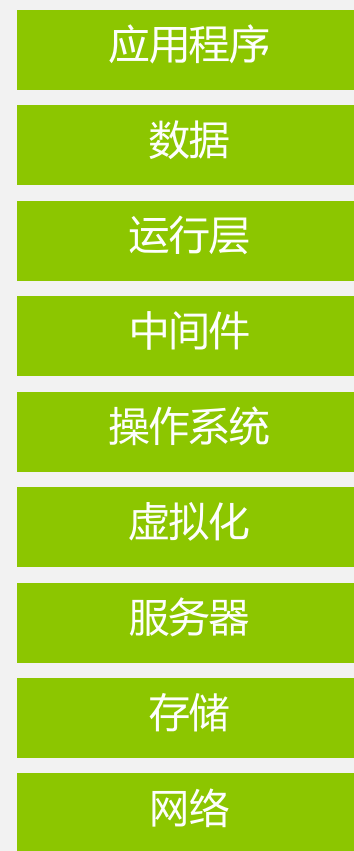 应用程序
数据
运行层
中间件
操作系统
虚拟化
服务器
存储
网络